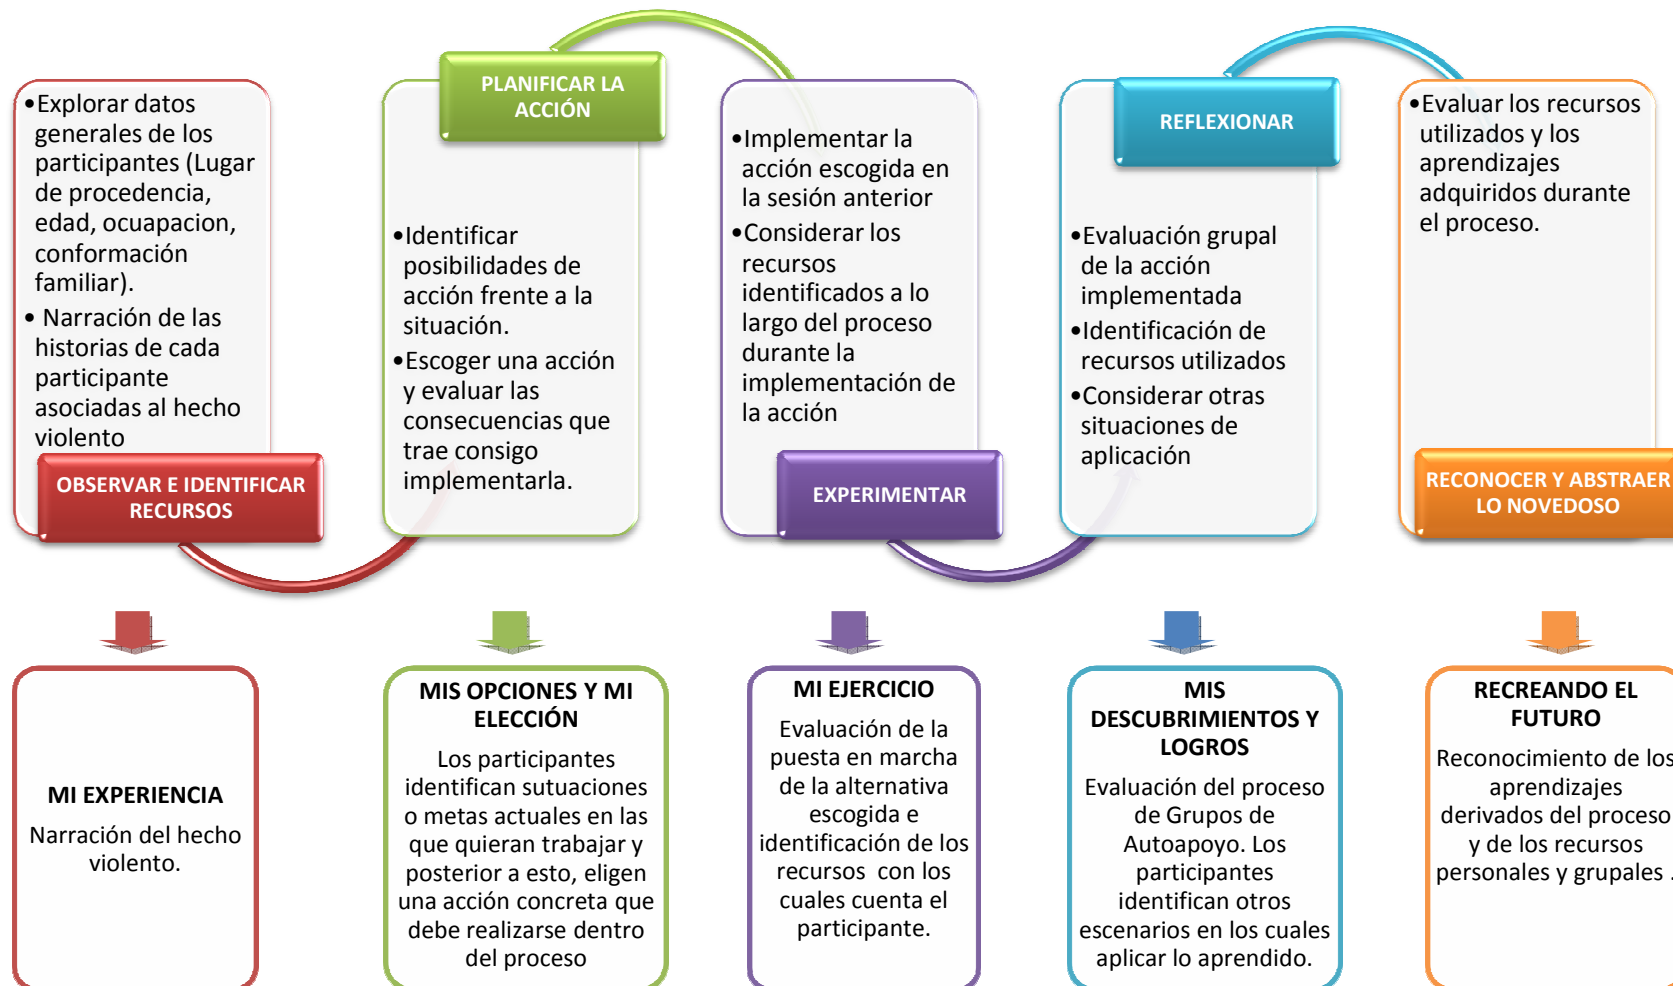 •Explorar datos
generales de los
participantes (Lugar
de procedencia,
edad, ocuapacion,
conformación
familiar).
• Narración de las
historias de cada
participante
asociadas al hecho
violento
OBSERVAR E IDENTIFICAR
RECURSOS
PLANIFICAR LA
ACCIÓN
•Identificar
posibilidades de
acción frente a la
situación.
•Escoger una acción
y evaluar las
consecuencias que
trae consigo
implementarla.
•Implementar la
acción escogida en
la sesión anterior
•Considerar los
recursos
identificados a lo
largo del proceso
durante la
implementación de
la acción
EXPERIMENTAR
REFLEXIONAR
•Evaluación grupal
de la acción
implementada
•Identificación de
recursos utilizados
•Considerar otras
situaciones de
aplicación
•Evaluar los recursos
utilizados y los
aprendizajes
adquiridos durante
el proceso.
RECONOCER Y ABSTRAER
LO NOVEDOSO
MI EXPERIENCIA
Narración del hecho
violento.
MIS OPCIONES Y MI
ELECCIÓN
Los participantes
identifican sutuaciones
o metas actuales en las
que quieran trabajar y
posterior a esto, eligen
una acción concreta que
debe realizarse dentro
del proceso
MI EJERCICIO
Evaluación de la
puesta en marcha
de la alternativa
escogida e
identificación de los
recursos con los
cuales cuenta el
participante.
MIS
DESCUBRIMIENTOS Y
LOGROS
Evaluación del proceso
de Grupos de
Autoapoyo. Los
participantes
identifican otros
escenarios en los cuales
aplicar lo aprendido.
RECREANDO EL
FUTURO
Reconocimiento de los
aprendizajes
derivados del proceso
y de los recursos
personales y grupales .